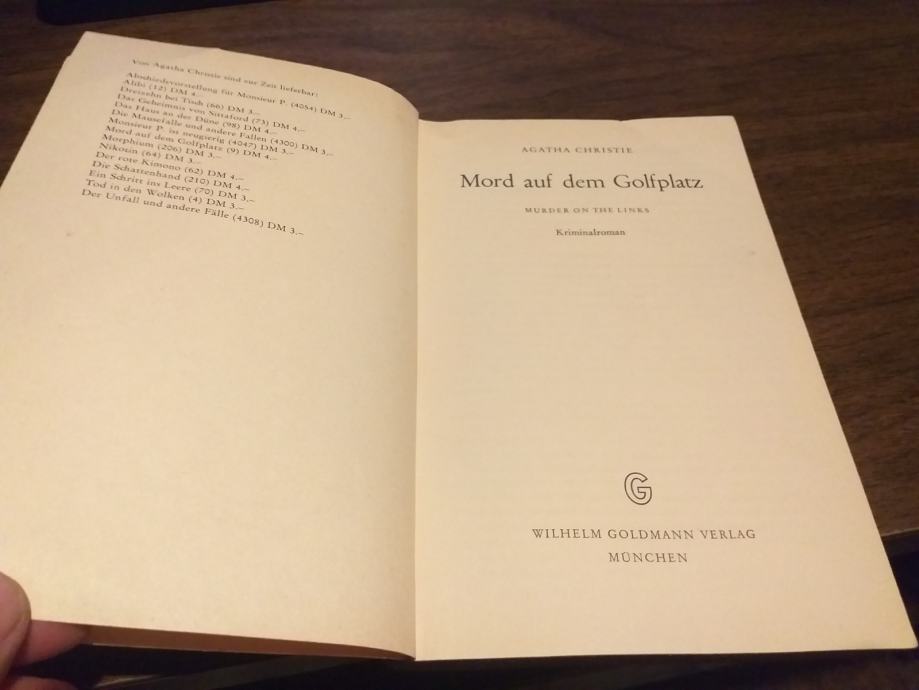 Von Agatha Christie sind zur Zeit lieferbar:
Abschiedsvorstellung für Monsieur P. (4054) DM 3,–
Alibi (12) DM 4,–
Dreizehn bei Tisch (66) DM 3,–
Das Geheimnis von Sittaford (73) DM 4,–
Das Haus an der Düne (98) DM 4,–
Die Mausefalle und andere Fallen (4300) DM 3,–
Monsieur P. ist neugierig (4047) DM 3,–
Mord auf dem Golfplatz (9) DM 4,–
Morphium (206) DM 3,–
Nikotin (64) DM 3,–
Der rote Kimono (62) DM 4,–
Die Schattenhand (210) DM 4,–
Ein Schritt ins Leere (70) DM 3,–
Tod in den Wolken (4) DM 3,–
Der Unfall und andere Fälle (4308) DM 3,–
AGATHA CHRISTIE
Mord auf dem Golfplatz
MURDER ON THE LINKS
Kriminalroman
G
WILHELM GOLDMANN VERLAG
MÜNCHEN